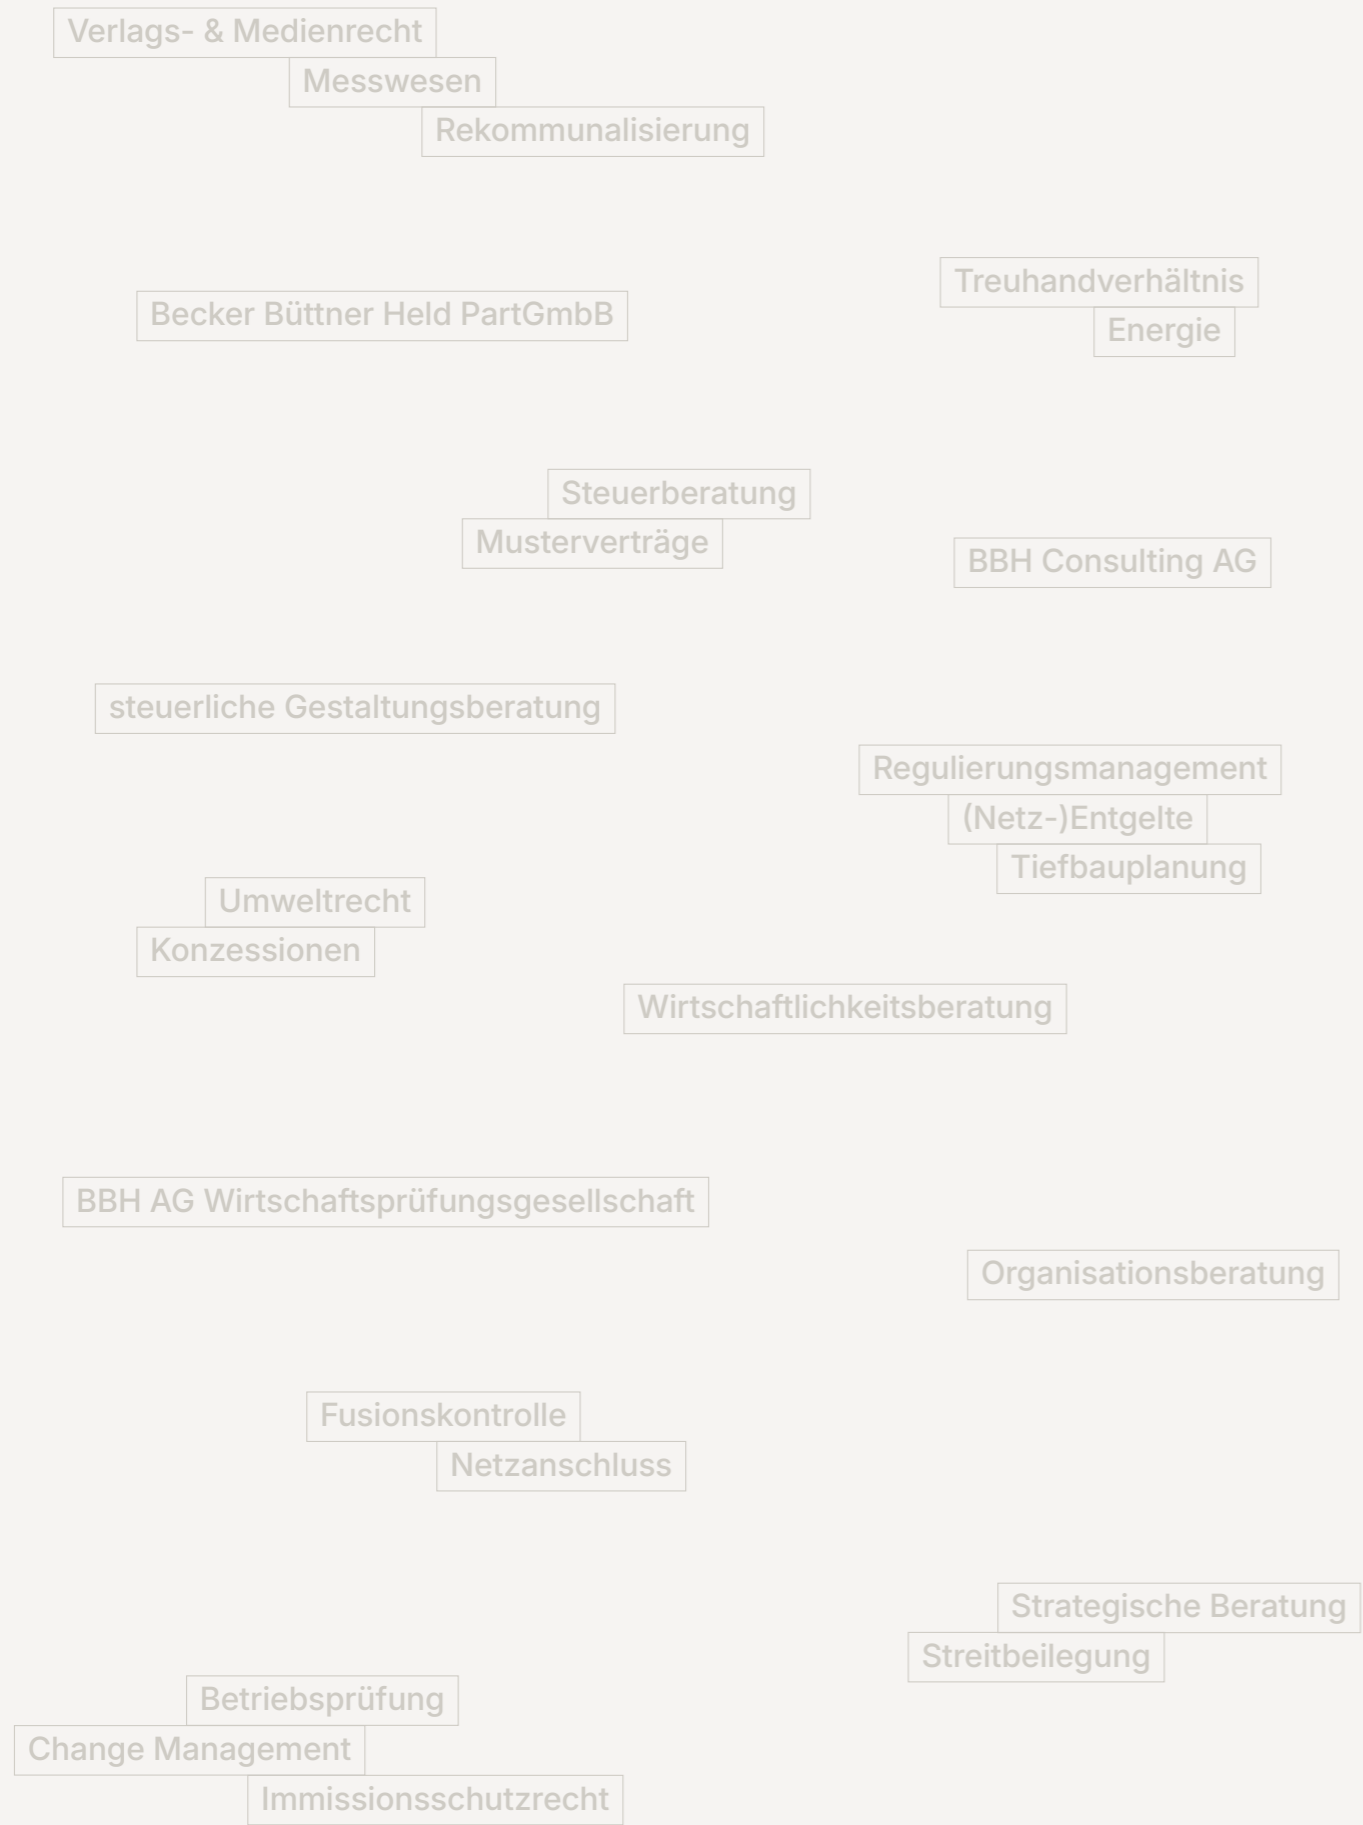 Verlags- & Medienrecht
Messwesen
Rekommunalisierung
Treuhandverhältnis
Becker Büttner Held PartGmbB
Energie
Steuerberatung
Musterverträge
BBH Consulting AG
steuerliche Gestaltungsberatung
Regulierungsmanagement
(Netz-)Entgelte
Tiefbauplanung
Umweltrecht
Konzessionen
Wirtschaftlichkeitsberatung
BBH AG Wirtschaftsprüfungsgesellschaft
Organisationsberatung
Fusionskontrolle
Netzanschluss
Strategische Beratung
Streitbeilegung
Betriebsprüfung
Change Management
Immissionsschutzrecht